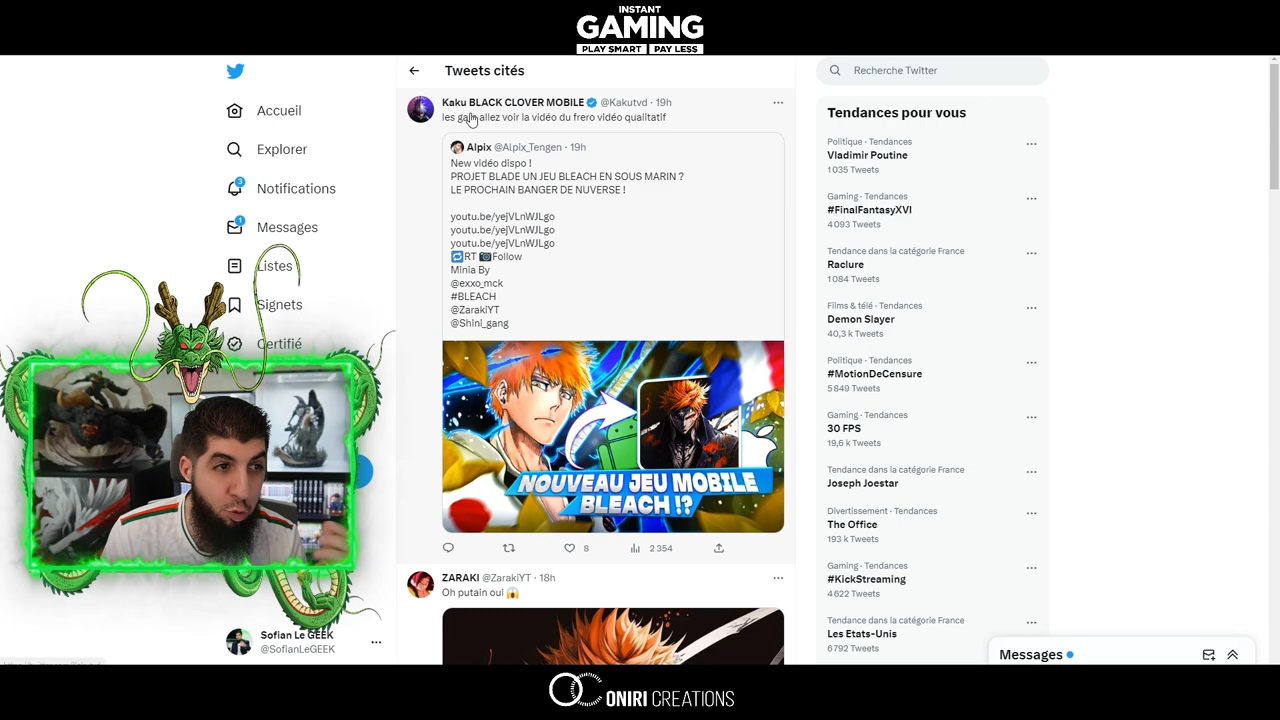 INSTANT
GAMING
PLAY SMART PAY LESS
Tweets cités
Recherche Twitter
Accueil
Explorer
3
Notifications
1
Messages
Listes
Signets
Certifié
Sofian Le GEEK
@SofianLeGEEK
Kaku BLACK CLOVER MOBILE @Kakutvd · 19h
les gars allez voir la vidéo du frero vidéo qualitatif
Alpix @Alpix_Tengen · 19h
New vidéo dispo !
PROJET BLADE UN JEU BLEACH EN SOUS MARIN ?
LE PROCHAIN BANGER DE NUVERSE !
youtu.be/yejVLnWJLgo
youtu.be/yejVLnWJLgo
youtu.be/yejVLnWJLgo
RT Follow
Minia By
@exxo_mck
#BLEACH
@ZarakiYT
@Shini_gang
NOUVEAU JEU MOBILE
BLEACH !?
8
2 354
ZARAKI @ZarakiYT · 18h
Oh putain oui
Tendances pour vous
Politique · Tendances
Vladimir Poutine
1 035 Tweets
Gaming · Tendances
#FinalFantasyXVI
4 093 Tweets
Tendance dans la catégorie France
Raclure
1 084 Tweets
Films & télé · Tendances
Demon Slayer
40,3 k Tweets
Politique · Tendances
#MotionDeCensure
5 849 Tweets
Gaming · Tendances
30 FPS
19,6 k Tweets
Tendance dans la catégorie France
Joseph Joestar
Divertissement · Tendances
The Office
193 k Tweets
Gaming · Tendances
#KickStreaming
4 622 Tweets
Tendance dans la catégorie France
Les Etats-Unis
6 792 Tweets
Messages
OC ONIRI CREATIONS